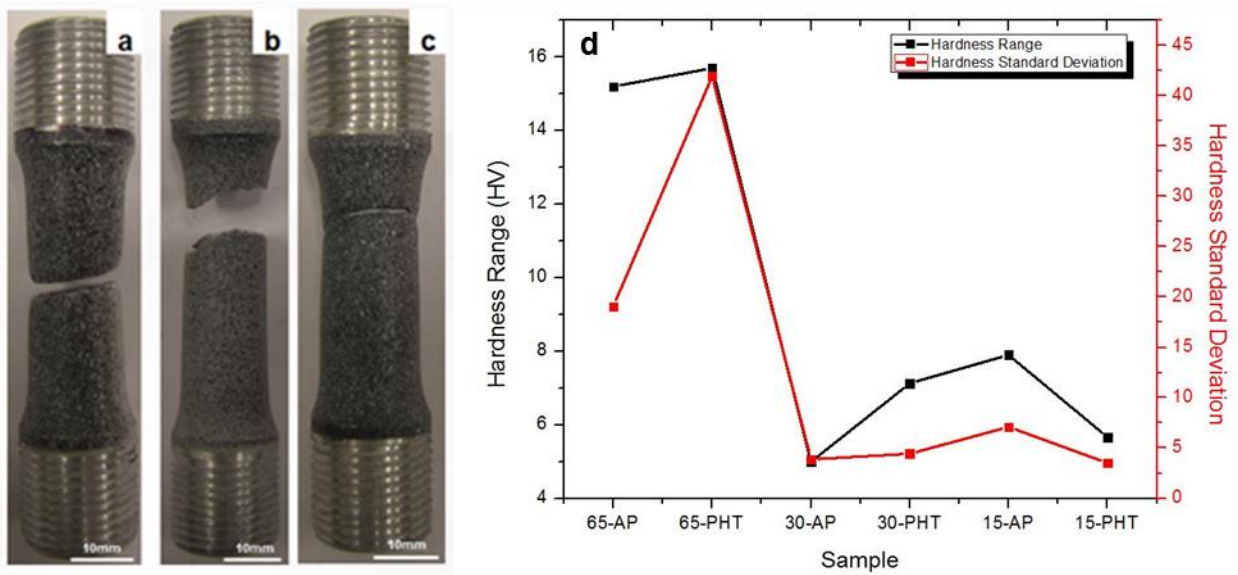 a
b
c
10mm
10mm
10mm
d
Hardness Range
Hardness Standard Deviation
Hardness Range (HV)
16
14
12
10
8
6
4
45
40
35
30
25
20
15
10
5
0
Hardness Standard Deviation
65-AP
65-PHT
30-AP
30-PHT
15-AP
15-PHT
Sample